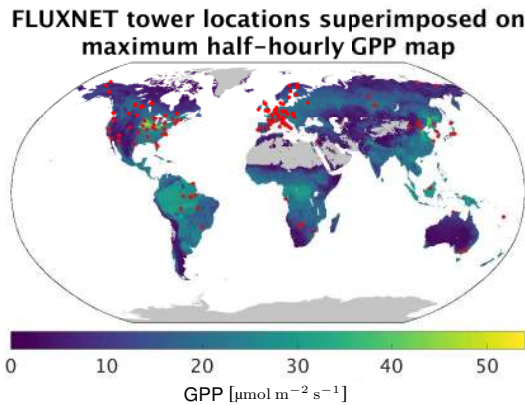 FLUXNET tower locations superimposed on
maximum half-hourly GPP map
0 10 20 30 40 50
GPP [μmol m⁻² s⁻¹]